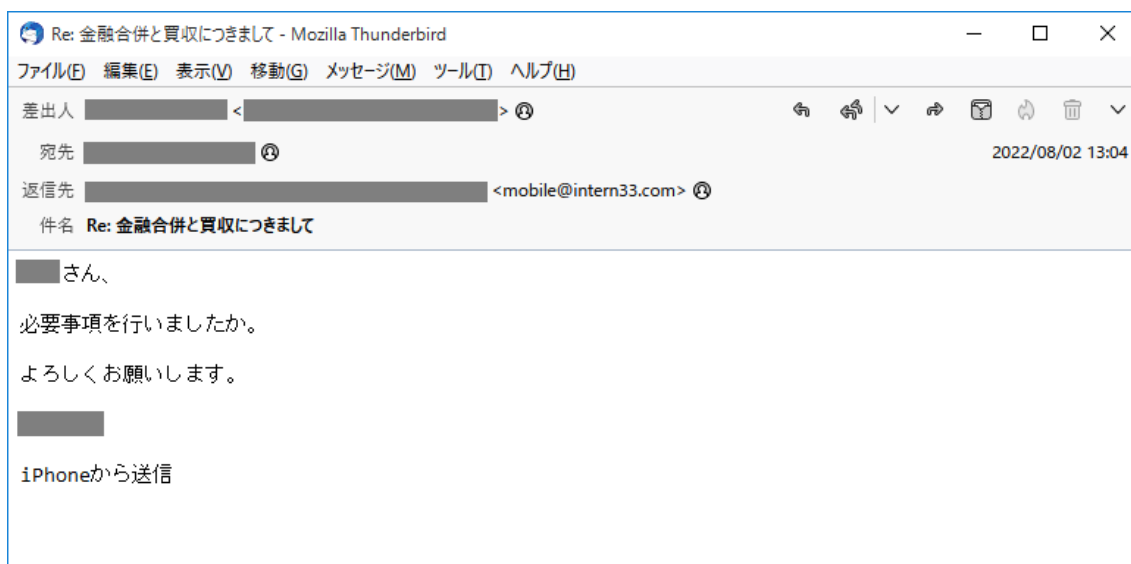 Re: 金融合併と買収につきまして - Mozilla Thunderbird
ファイル(F) 編集(E) 表示(V) 移動(G) メッセージ(M) ツール(T) ヘルプ(H)
差出人 < >
宛先 2022/08/02 13:04
返信先 <mobile@intern33.com>
件名 Re: 金融合併と買収につきまして
さん、
必要事項を行いましたか。
よろしくお願いします。
iPhoneから送信